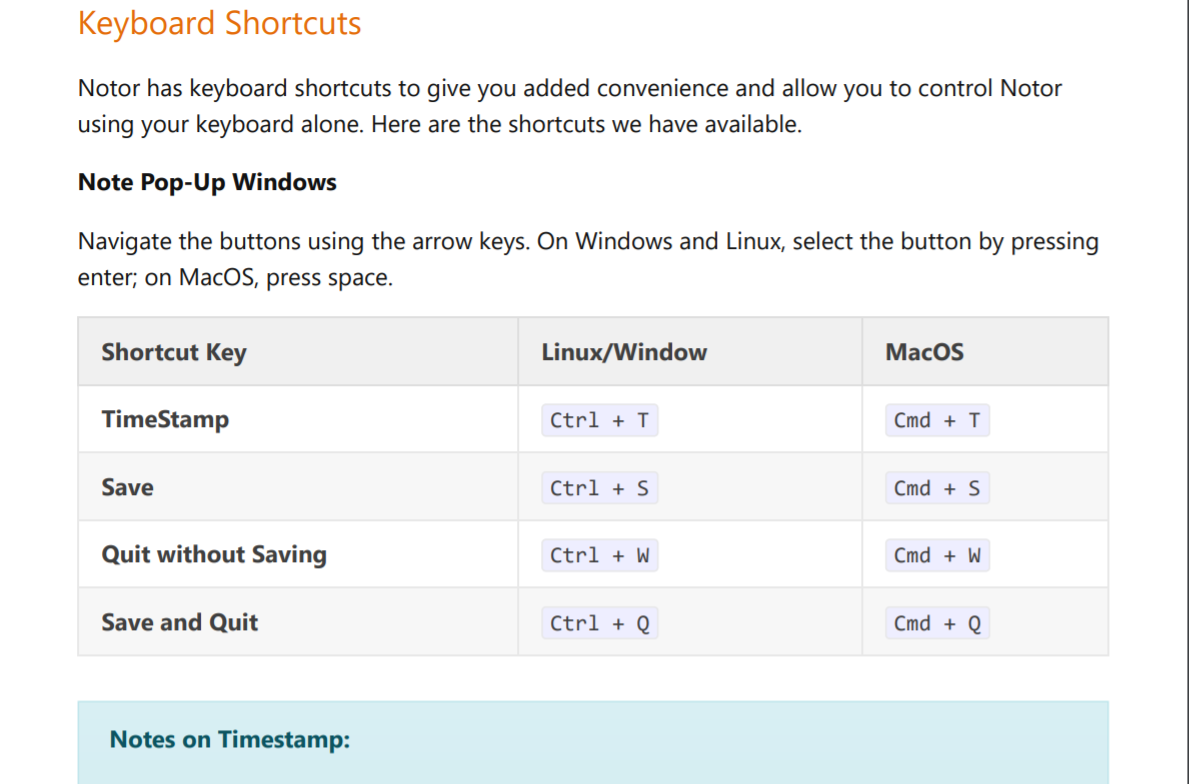 Keyboard Shortcuts
Notor has keyboard shortcuts to give you added convenience and allow you to control Notor
using your keyboard alone. Here are the shortcuts we have available.
Note Pop-Up Windows
Navigate the buttons using the arrow keys. On Windows and Linux, select the button by pressing
enter; on MacOS, press space.
Shortcut Key Linux/Window MacOS
TimeStamp Ctrl + T Cmd + T
Save Ctrl + S Cmd + S
Quit without Saving Ctrl + W Cmd + W
Save and Quit Ctrl + Q Cmd + Q
Notes on Timestamp: